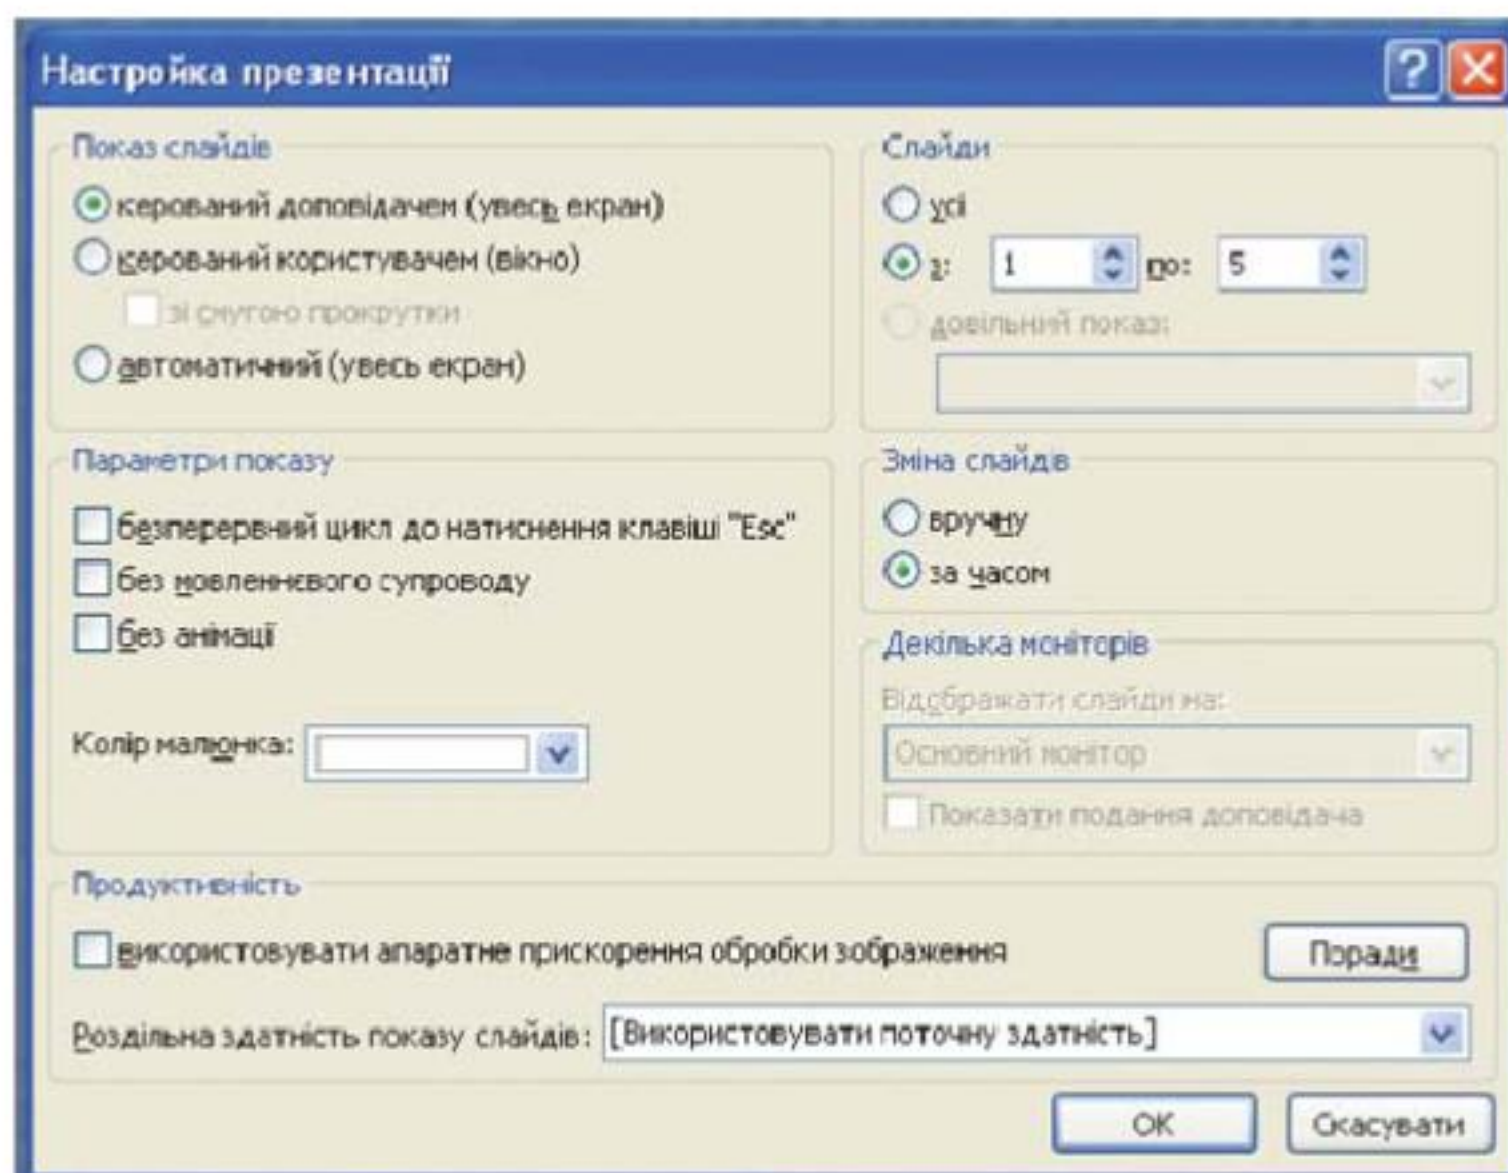 Настройка презентації
Показ слайдів
керований доповідачем (увесь екран)
керований користувачем (вікно)
зі смугою прокрутки
автоматичний (увесь екран)
Слайди
усі
з: 1 по: 5
довільний показ:
Параметри показу
безперервний цикл до натиснення клавіші "Esc"
без мовленнєвого супроводу
без анімації
Колір малюнка:
Зміна слайдів
вручну
за часом
Декілька моніторів
Відображати слайди на:
Основний монітор
Показати подання доповідача
Продуктивність
використовувати апаратне прискорення обробки зображення
Поради
Роздільна здатність показу слайдів: [Використовувати поточну здатність]
OK Скасувати